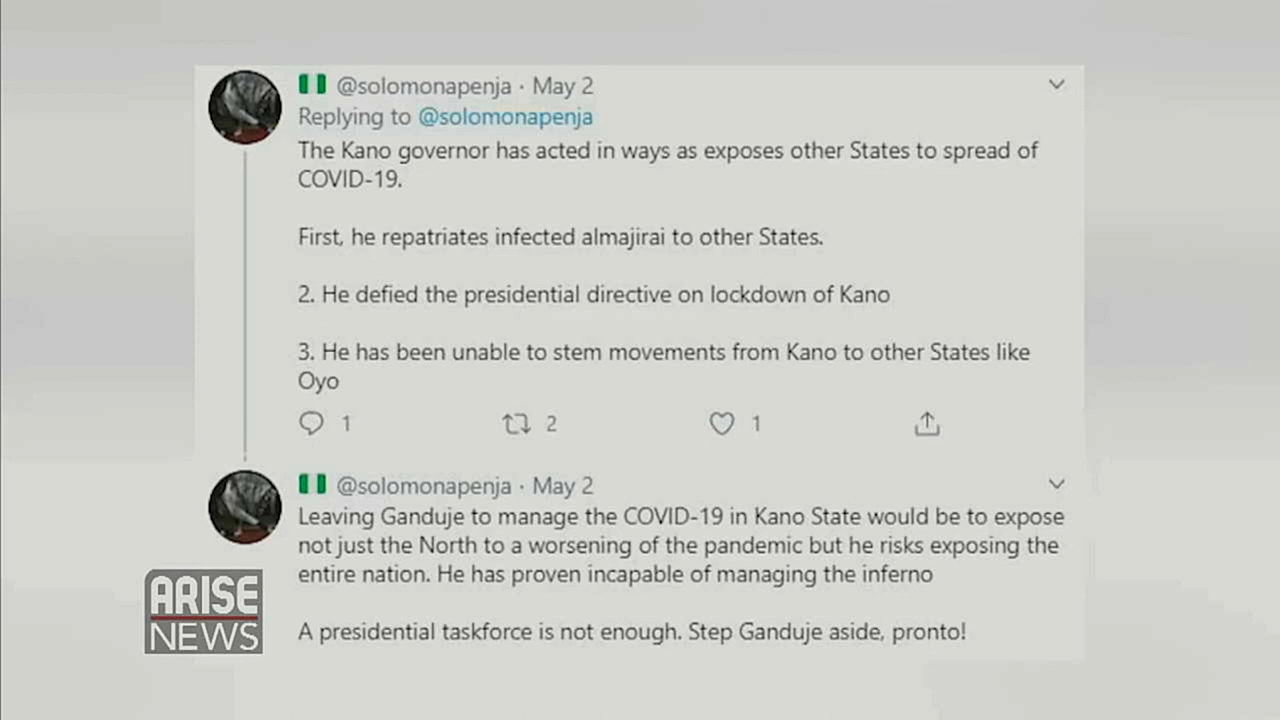 @solomonapenja · May 2
Replying to @solomonapenja
The Kano governor has acted in ways as exposes other States to spread of
COVID-19.
First, he repatriates infected almajirai to other States.
2. He defied the presidential directive on lockdown of Kano
3. He has been unable to stem movements from Kano to other States like
Oyo
1 2 1
@solomonapenja · May 2
Leaving Ganduje to manage the COVID-19 in Kano State would be to expose
not just the North to a worsening of the pandemic but he risks exposing the
entire nation. He has proven incapable of managing the inferno
A presidential taskforce is not enough. Step Ganduje aside, pronto!
ARISE
NEWS